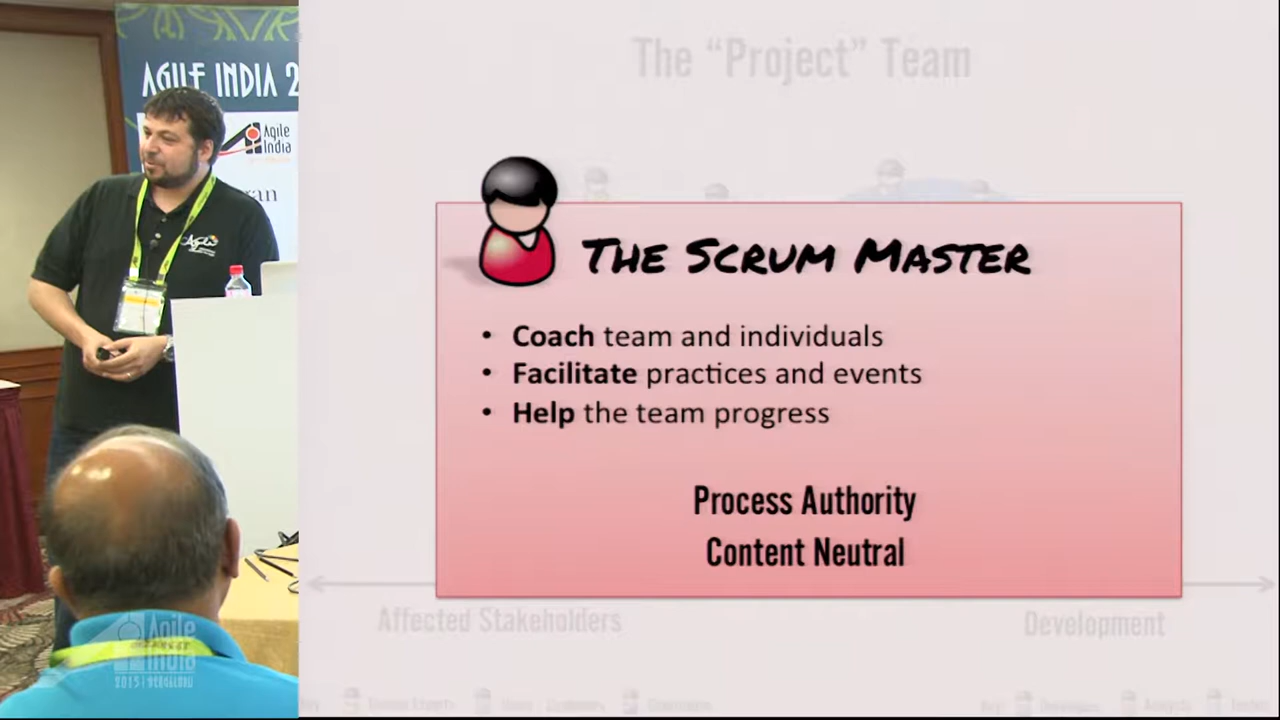 AGILE INDIA 2
Agile
India
The "Project" Team
THE SCRUM MASTER
• Coach team and individuals
• Facilitate practices and events
• Help the team progress
Process Authority
Content Neutral
Affected Stakeholders
Development
Agile
India
2015 | BENGALURU